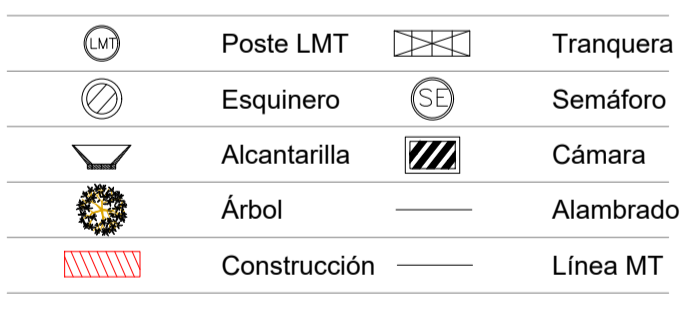 LMT Poste LMT Tranquera
Esquinero SE Semáforo
Alcantarilla Cámara
Árbol Alambrado
Construcción Línea MT